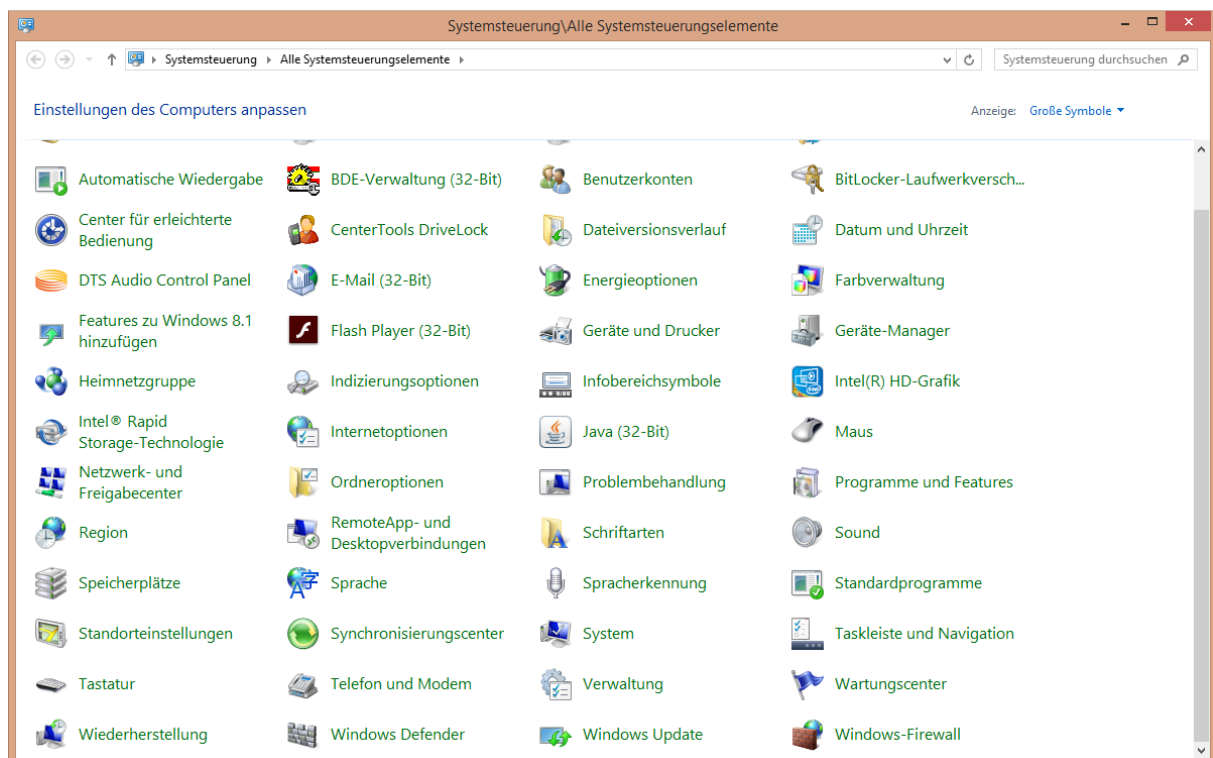 Systemsteuerung\Alle Systemsteuerungselemente
Systemsteuerung Alle Systemsteuerungselemente
Systemsteuerung durchsuchen
Einstellungen des Computers anpassen
Anzeige: Große Symbole
Automatische Wiedergabe
BDE-Verwaltung (32-Bit)
Benutzerkonten
BitLocker-Laufwerkversch...
Center für erleichterte
Bedienung
CenterTools DriveLock
Dateiversionsverlauf
Datum und Uhrzeit
DTS Audio Control Panel
E-Mail (32-Bit)
Energieoptionen
Farbverwaltung
Features zu Windows 8.1
hinzufügen
Flash Player (32-Bit)
Geräte und Drucker
Geräte-Manager
Heimnetzgruppe
Indizierungsoptionen
Infobereichsymbole
Intel(R) HD-Grafik
Intel® Rapid
Storage-Technologie
Internetoptionen
Java (32-Bit)
Maus
Netzwerk- und
Freigabecenter
Ordneroptionen
Problembehandlung
Programme und Features
Region
RemoteApp- und
Desktopverbindungen
Schriftarten
Sound
Speicherplätze
Sprache
Spracherkennung
Standardprogramme
Standorteinstellungen
Synchronisierungscenter
System
Taskleiste und Navigation
Tastatur
Telefon und Modem
Verwaltung
Wartungscenter
Wiederherstellung
Windows Defender
Windows Update
Windows-Firewall